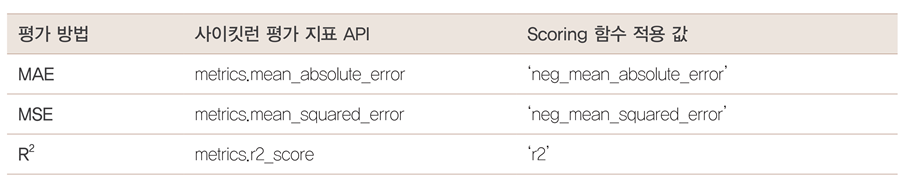 평가 방법 사이킷런 평가 지표 API Scoring 함수 적용 값
MAE metrics.mean_absolute_error ‘neg_mean_absolute_error’
MSE metrics.mean_squared_error ‘neg_mean_squared_error’
R² metrics.r2_score ‘r2’